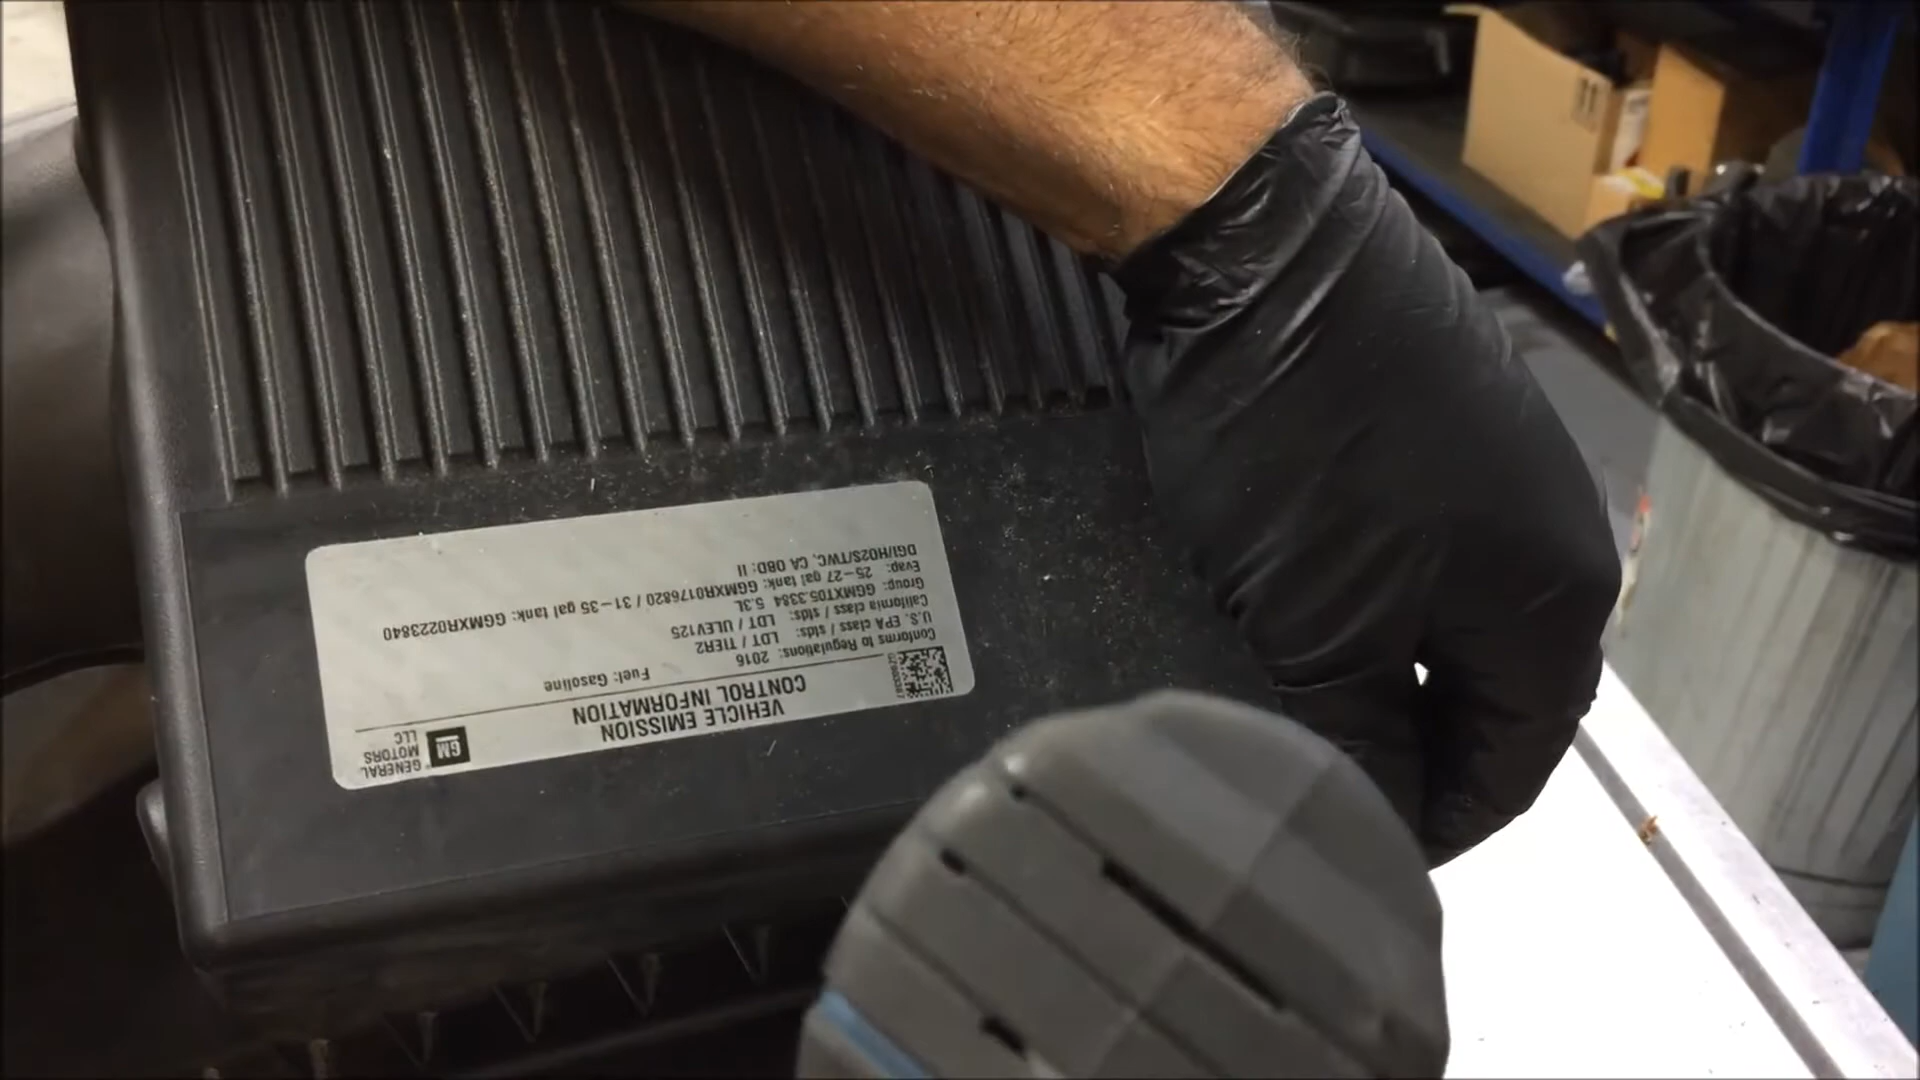 GENERAL
MOTORS
LLC
GM
VEHICLE EMISSION
CONTROL INFORMATION
Conforms to Regulations: 2016 Fuel: Gasoline
U.S. EPA class / stds: LDT / TIER2
California class / stds: LDT / ULEV125
Group: GGMXT05.3384 5.3L
Evap: 25-27 gal tank: GGMXR0176820 / 31-35 gal tank: GGMXR0223840
DGI/HO2S/TWC, CA OBD: II